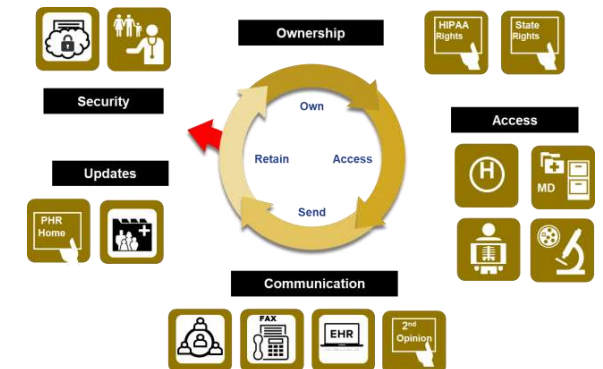 Ownership
HIPAA
Rights
State
Rights
Security
Own
Access
Retain
Access
Updates
H
MD
PHR
Home
Send
Communication
FAX
EHR
2nd
Opinion